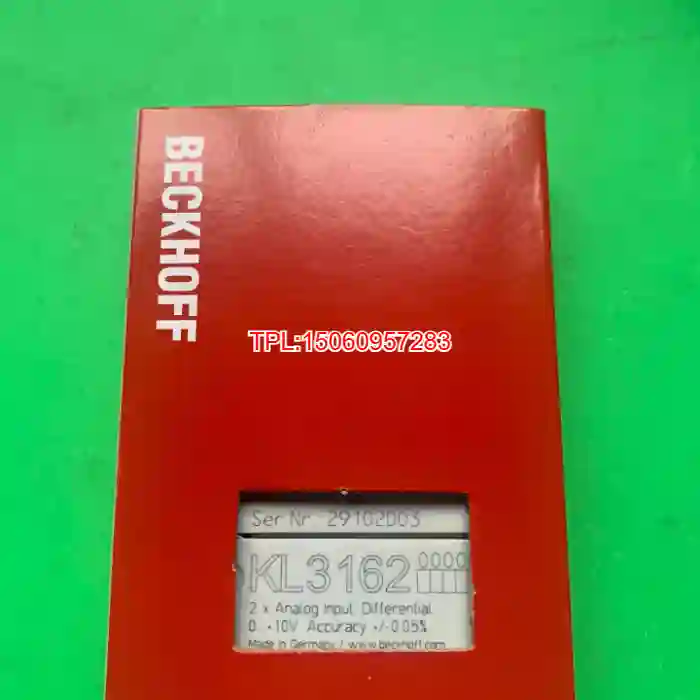 BECKHOFF
TPL:15060957283
Ser Nr 29102D03
KL3162 0000
2 x Analog Input, Differential
0. +10V Accuracy +/-0.05%
Made in Germany / www.beckhoff.com